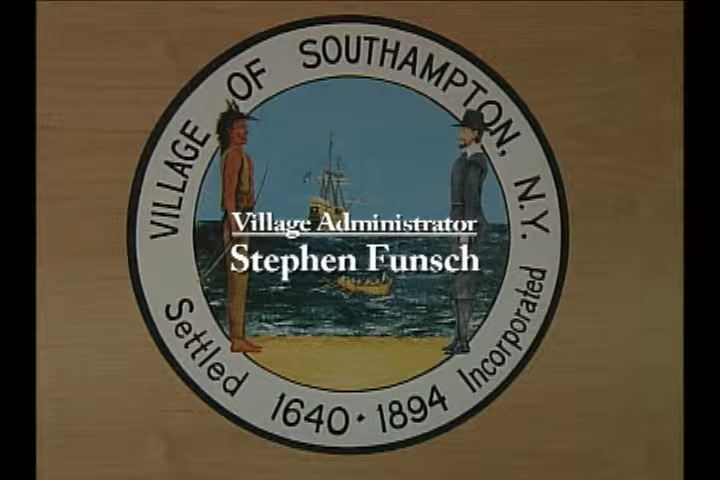 VILLAGE OF SOUTHAMPTON, N.Y.
Village Administrator
Stephen Funsch
Settled 1640 • 1894 Incorporated